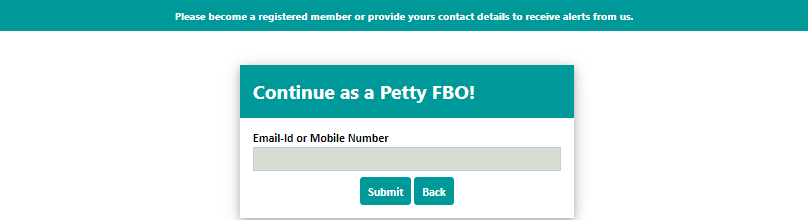 Please become a registered member or provide yours contact details to receive alerts from us.
Continue as a Petty FBO!
Email-Id or Mobile Number
Submit Back